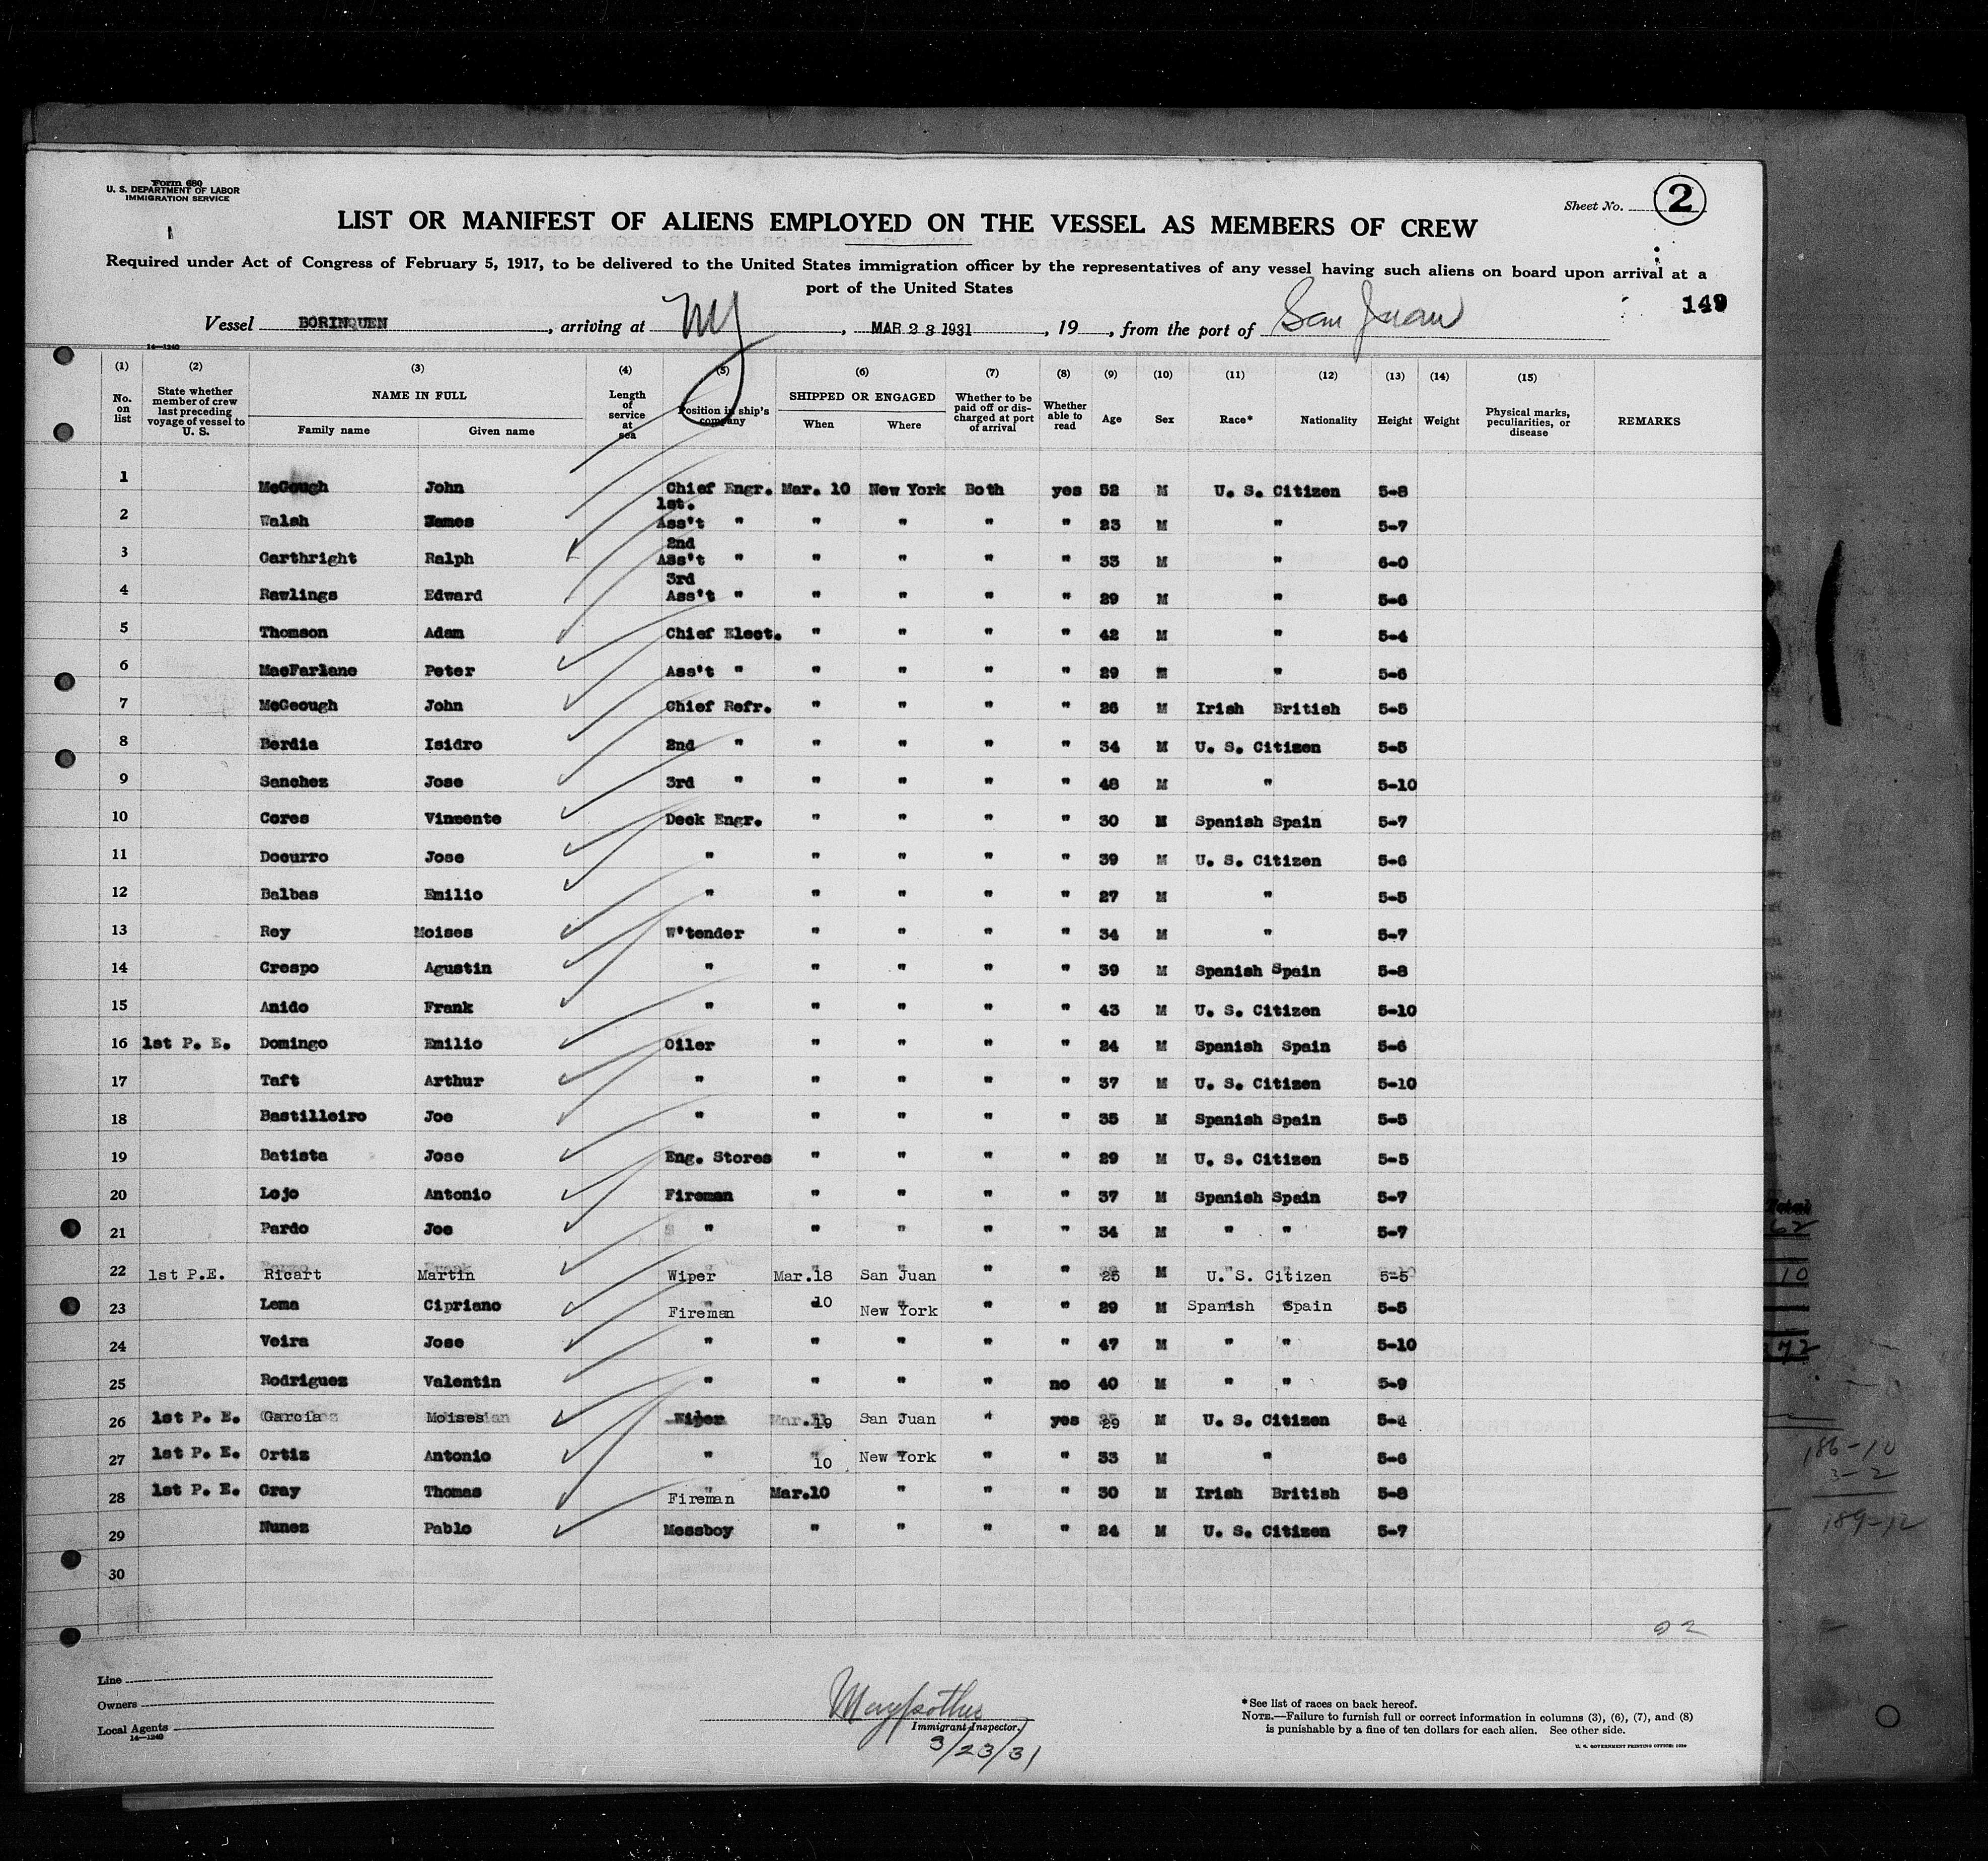 Form 680
U. S. DEPARTMENT OF LABOR
IMMIGRATION SERVICE
Sheet No. 2
LIST OR MANIFEST OF ALIENS EMPLOYED ON THE VESSEL AS MEMBERS OF CREW
Required under Act of Congress of February 5, 1917, to be delivered to the United States immigration officer by the representatives of any vessel having such aliens on board upon arrival at a
port of the United States
149
Vessel BORINQUEN, arriving at NY, MAR 23 1931, 19, from the port of San Juan
14—1240
(1) (2) (3) (4) (5) (6) (7) (8) (9) (10) (11) (12) (13) (14) (15)
No. on list State whether member of crew last preceding voyage of vessel to U. S. NAME IN FULL Family name Given name Length of service at sea Position in ship's company SHIPPED OR ENGAGED When Where Whether to be paid off or discharged at port of arrival Whether able to read Age Sex Race* Nationality Height Weight Physical marks, peculiarities, or disease REMARKS
1 McGough John Chief Engr. Mar. 10 New York Both yes 52 M U. S. Citizen 5-8
2 Walsh James 1st. Ass't " " " " " 23 M " 5-7
3 Garthright Ralph 2nd Ass't " " " " " 33 M " 6-0
4 Rawlings Edward 3rd Ass't " " " " " 29 M " 5-6
5 Thomson Adam Chief Elect. " " " " 42 M " 5-4
6 MacFarlane Peter Ass't " " " " " 29 M " 5-6
7 McGeough John Chief Refr. " " " " 26 M Irish British 5-5
8 Berdia Isidro 2nd " " " " " 34 M U. S. Citizen 5-5
9 Sanchez Jose 3rd " " " " " 48 M " 5-10
10 Cores Vincente Deck Engr. " " " " 30 M Spanish Spain 5-7
11 Docurro Jose " " " " " 39 M U. S. Citizen 5-6
12 Balbas Emilio " " " " " 27 M " 5-5
13 Rey Moises W'tender " " " " 34 M " 5-7
14 Crespo Agustin " " " " " 39 M Spanish Spain 5-8
15 Anido Frank " " " " " 43 M U. S. Citizen 5-10
16 1st P. E. Domingo Emilio Oiler " " " " 24 M Spanish Spain 5-6
17 Taft Arthur " " " " " 37 M U. S. Citizen 5-10
18 Bastilleiro Joe " " " " " 35 M Spanish Spain 5-5
19 Batista Jose Eng. Stores " " " " 29 M U. S. Citizen 5-5
20 Lojo Antonio Fireman " " " " 37 M Spanish Spain 5-7
21 Pardo Joe " " " " " 34 M " " 5-7
22 1st P.E. Ricart Martin Wiper Mar.18 San Juan " " 25 M U. S. Citizen 5-5
23 Lema Cipriano Fireman 10 New York " " 29 M Spanish Spain 5-5
24 Veira Jose " " " " " 47 M " " 5-10
25 Rodriguez Valentin " " " " no 40 M " " 5-9
26 1st P. E. Garcia Moises Wiper Mar. 19 San Juan " yes 29 M U. S. Citizen 5-4
27 1st P. E. Ortiz Antonio " 10 New York " " 33 M " 5-6
28 1st P. E. Gray Thomas Fireman Mar.10 " " " 30 M Irish British 5-8
29 Nunez Pablo Messboy " " " " 24 M U. S. Citizen 5-7
30
Line
Owners
Local Agents
14—1240
Immigrant Inspector.
3/23/31
*See list of races on back hereof.
NOTE.—Failure to furnish full or correct information in columns (3), (6), (7), and (8)
is punishable by a fine of ten dollars for each alien. See other side.
U. S. GOVERNMENT PRINTING OFFICE: 1930
Total
62
10
72
186-10
3-2
189-12